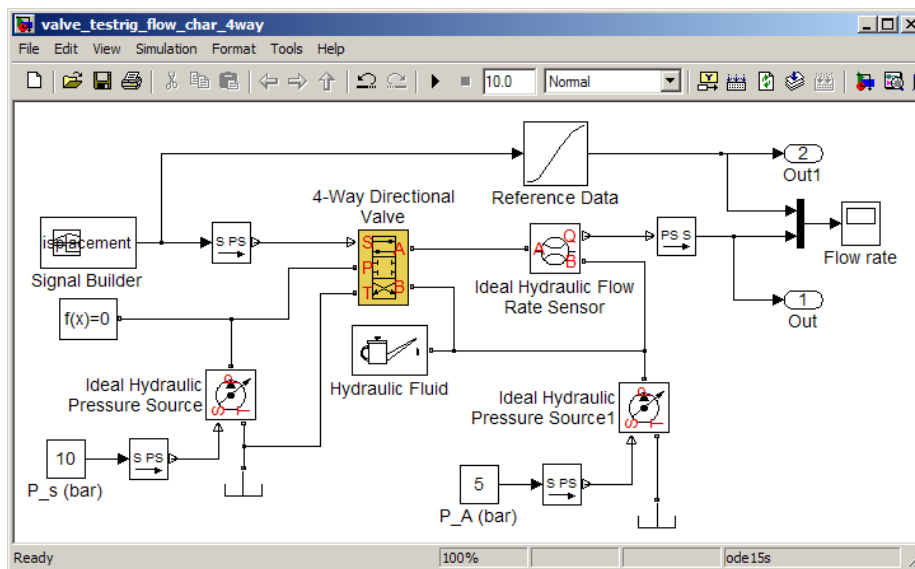 valve_testrig_flow_char_4way
File Edit View Simulation Format Tools Help
10.0 Normal
2
Out1
Reference Data
4-Way Directional
Valve
isplacement
Signal Builder
S PS
S A
P
T B
A Q
B
Ideal Hydraulic Flow
Rate Sensor
PS S
Flow rate
f(x)=0
1
Out
Hydraulic Fluid
Ideal Hydraulic
Pressure Source
P
S T
Ideal Hydraulic
Pressure Source1
P
S T
10
P_s (bar)
S PS
5
P_A (bar)
S PS
Ready 100% ode15s